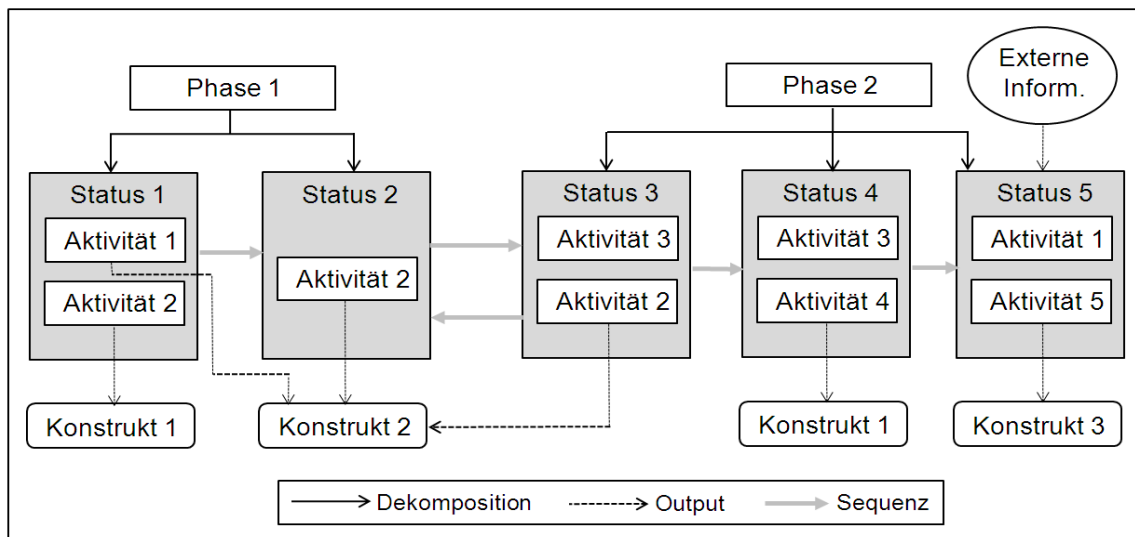 Phase 1
Phase 2
Externe
Inform.
Status 1
Status 2
Status 3
Status 4
Status 5
Aktivität 1
Aktivität 2
Aktivität 2
Aktivität 3
Aktivität 2
Aktivität 3
Aktivität 4
Aktivität 1
Aktivität 5
Konstrukt 1
Konstrukt 2
Konstrukt 1
Konstrukt 3
Dekomposition
Output
Sequenz